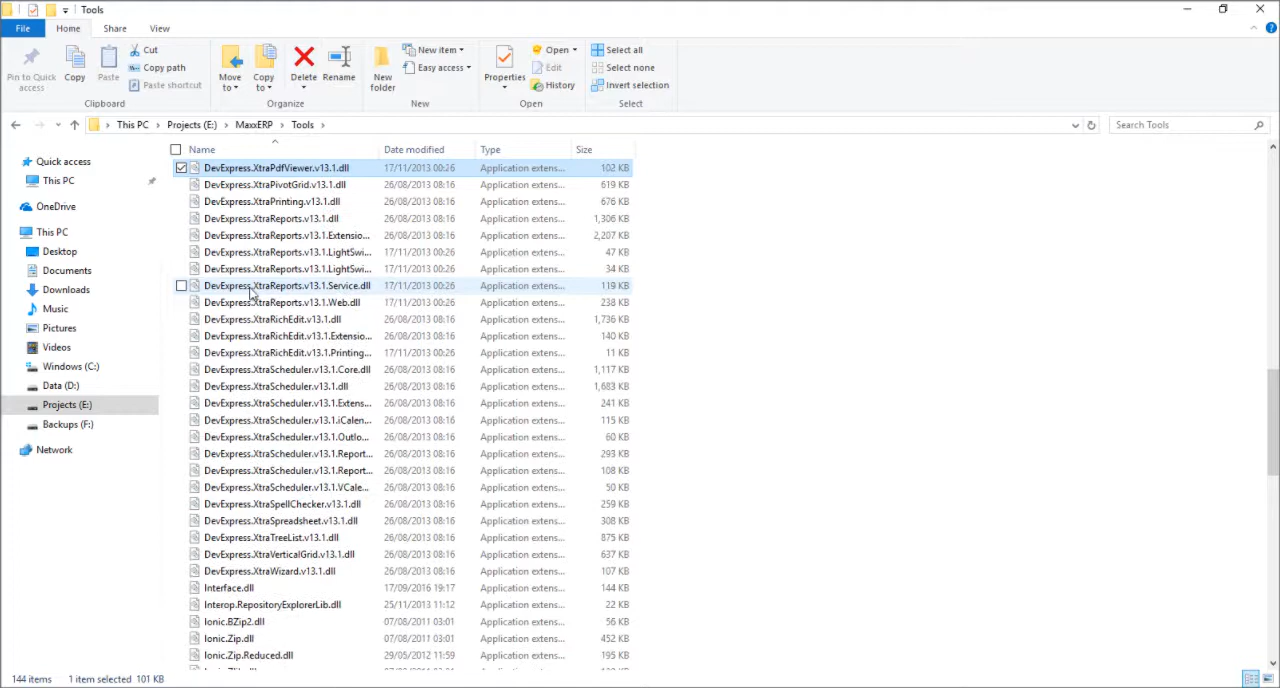 Tools
File Home Share View
Pin to Quick access
Copy
Paste
Cut
Copy path
Paste shortcut
Clipboard
Move to
Copy to
Delete
Rename
Organize
New folder
New item
Easy access
New
Properties
Open
Edit
History
Open
Select all
Select none
Invert selection
Select
This PC > Projects (E:) > MaxxERP > Tools >
Search Tools
Quick access
This PC
OneDrive
This PC
Desktop
Documents
Downloads
Music
Pictures
Videos
Windows (C:)
Data (D:)
Projects (E:)
Backups (F:)
Network
Name Date modified Type Size
DevExpress.XtraPdfViewer.v13.1.dll 17/11/2013 00:26 Application extens... 102 KB
DevExpress.XtraPivotGrid.v13.1.dll 26/08/2013 08:16 Application extens... 619 KB
DevExpress.XtraPrinting.v13.1.dll 26/08/2013 08:16 Application extens... 676 KB
DevExpress.XtraReports.v13.1.dll 26/08/2013 08:16 Application extens... 1,306 KB
DevExpress.XtraReports.v13.1.Extensio... 26/08/2013 08:16 Application extens... 2,207 KB
DevExpress.XtraReports.v13.1.LightSwi... 17/11/2013 00:26 Application extens... 47 KB
DevExpress.XtraReports.v13.1.LightSwi... 17/11/2013 00:26 Application extens... 34 KB
DevExpress.XtraReports.v13.1.Service.dll 17/11/2013 00:26 Application extens... 119 KB
DevExpress.XtraReports.v13.1.Web.dll 17/11/2013 00:26 Application extens... 238 KB
DevExpress.XtraRichEdit.v13.1.dll 26/08/2013 08:16 Application extens... 1,736 KB
DevExpress.XtraRichEdit.v13.1.Extensio... 26/08/2013 08:16 Application extens... 140 KB
DevExpress.XtraRichEdit.v13.1.Printing... 17/11/2013 00:26 Application extens... 11 KB
DevExpress.XtraScheduler.v13.1.Core.dll 26/08/2013 08:16 Application extens... 1,117 KB
DevExpress.XtraScheduler.v13.1.dll 26/08/2013 08:16 Application extens... 1,683 KB
DevExpress.XtraScheduler.v13.1.Extens... 26/08/2013 08:16 Application extens... 241 KB
DevExpress.XtraScheduler.v13.1.iCalen... 26/08/2013 08:16 Application extens... 115 KB
DevExpress.XtraScheduler.v13.1.Outlo... 26/08/2013 08:16 Application extens... 60 KB
DevExpress.XtraScheduler.v13.1.Report... 26/08/2013 08:16 Application extens... 293 KB
DevExpress.XtraScheduler.v13.1.Report... 26/08/2013 08:16 Application extens... 108 KB
DevExpress.XtraScheduler.v13.1.VCale... 26/08/2013 08:16 Application extens... 50 KB
DevExpress.XtraSpellChecker.v13.1.dll 26/08/2013 08:16 Application extens... 259 KB
DevExpress.XtraSpreadsheet.v13.1.dll 26/08/2013 08:16 Application extens... 308 KB
DevExpress.XtraTreeList.v13.1.dll 26/08/2013 08:16 Application extens... 875 KB
DevExpress.XtraVerticalGrid.v13.1.dll 26/08/2013 08:16 Application extens... 637 KB
DevExpress.XtraWizard.v13.1.dll 26/08/2013 08:16 Application extens... 107 KB
Interface.dll 17/09/2016 19:17 Application extens... 144 KB
Interop.RepositoryExplorerLib.dll 25/11/2013 11:12 Application extens... 22 KB
Ionic.BZip2.dll 07/08/2011 03:01 Application extens... 56 KB
Ionic.Zip.dll 07/08/2011 03:01 Application extens... 452 KB
Ionic.Zip.Reduced.dll 29/05/2012 11:11 Application extens... 195 KB
144 items 1 item selected 101 KB